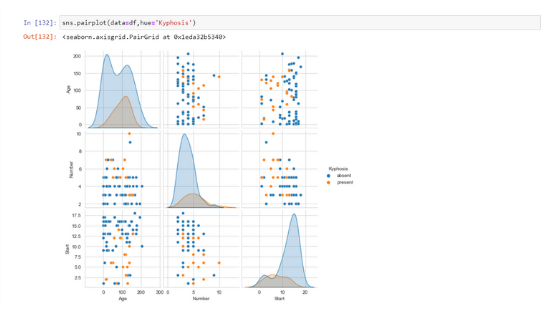 In [132]: sns.pairplot(data=df,hue='Kyphosis')
Out[132]: <seaborn.axisgrid.PairGrid at 0x1eda32b5340>
200
150
100
50
0
Age
10
8
6
4
2
Number
Kyphosis
absent
present
17.5
15.0
12.5
10.0
7.5
5.0
2.5
Start
0 100 200 300
0 5 10
0 10 20
Age Number Start